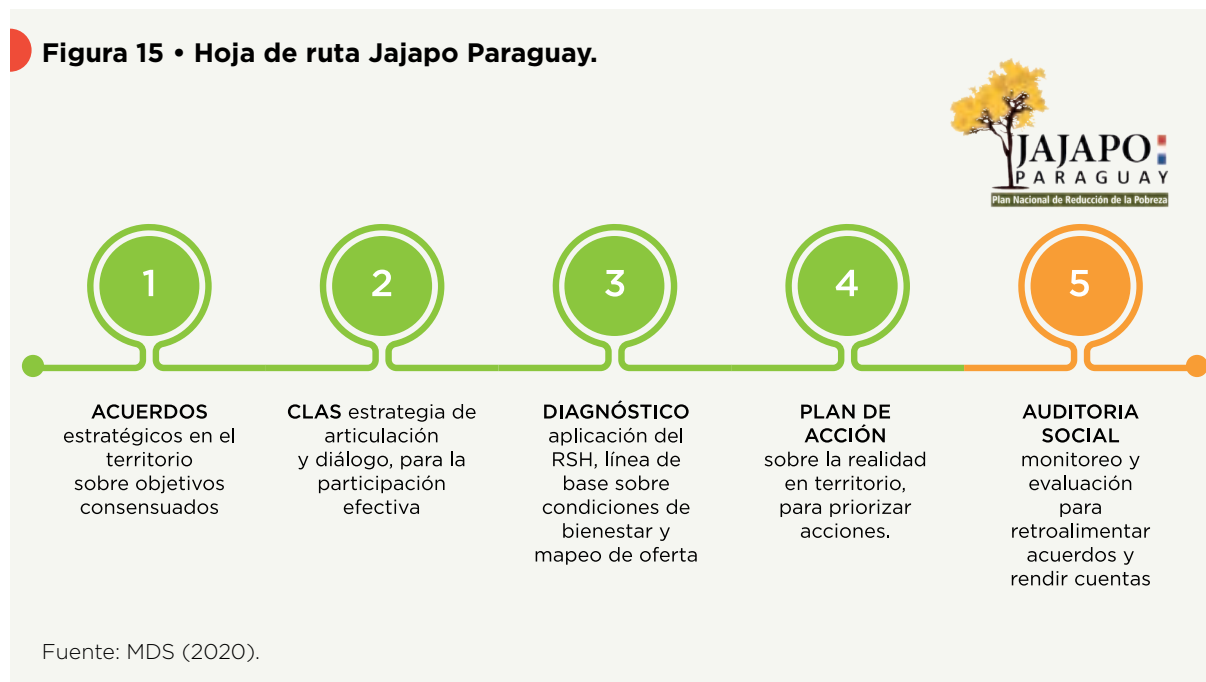 Figura 15 • Hoja de ruta Jajapo Paraguay.
JAJAPO
PARAGUAY
Plan Nacional de Reducción de la Pobreza
1
2
3
4
5
ACUERDOS
estratégicos en el
territorio
sobre objetivos
consensuados
CLAS estrategia de
articulación
y diálogo, para la
participación
efectiva
DIAGNÓSTICO
aplicación del
RSH, línea de
base sobre
condiciones de
bienestar y
mapeo de oferta
PLAN DE
ACCIÓN
sobre la realidad
en territorio,
para priorizar
acciones.
AUDITORIA
SOCIAL
monitoreo y
evaluación
para
retroalimentar
acuerdos y
rendir cuentas
Fuente: MDS (2020).